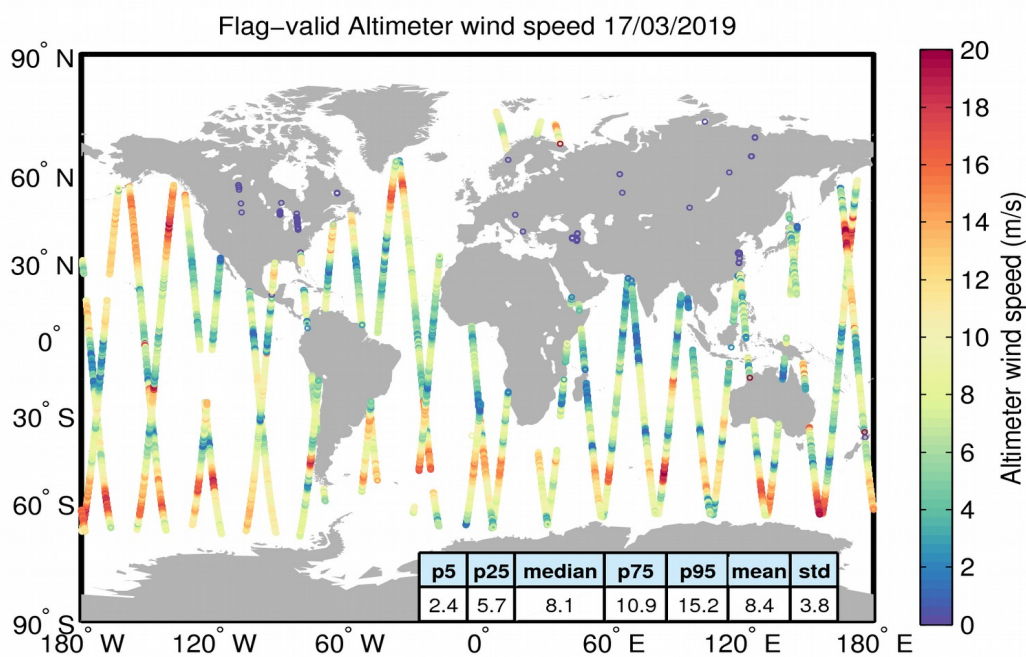 Flag−valid Altimeter wind speed 17/03/2019
90° N
60° N
30° N
0°
30° S
60° S
90° S
180° W
120° W
60° W
0°
60° E
120° E
180° E
p5 p25 median p75 p95 mean std
2.4 5.7 8.1 10.9 15.2 8.4 3.8
20
18
16
14
12
10
8
6
4
2
0
Altimeter wind speed (m/s)